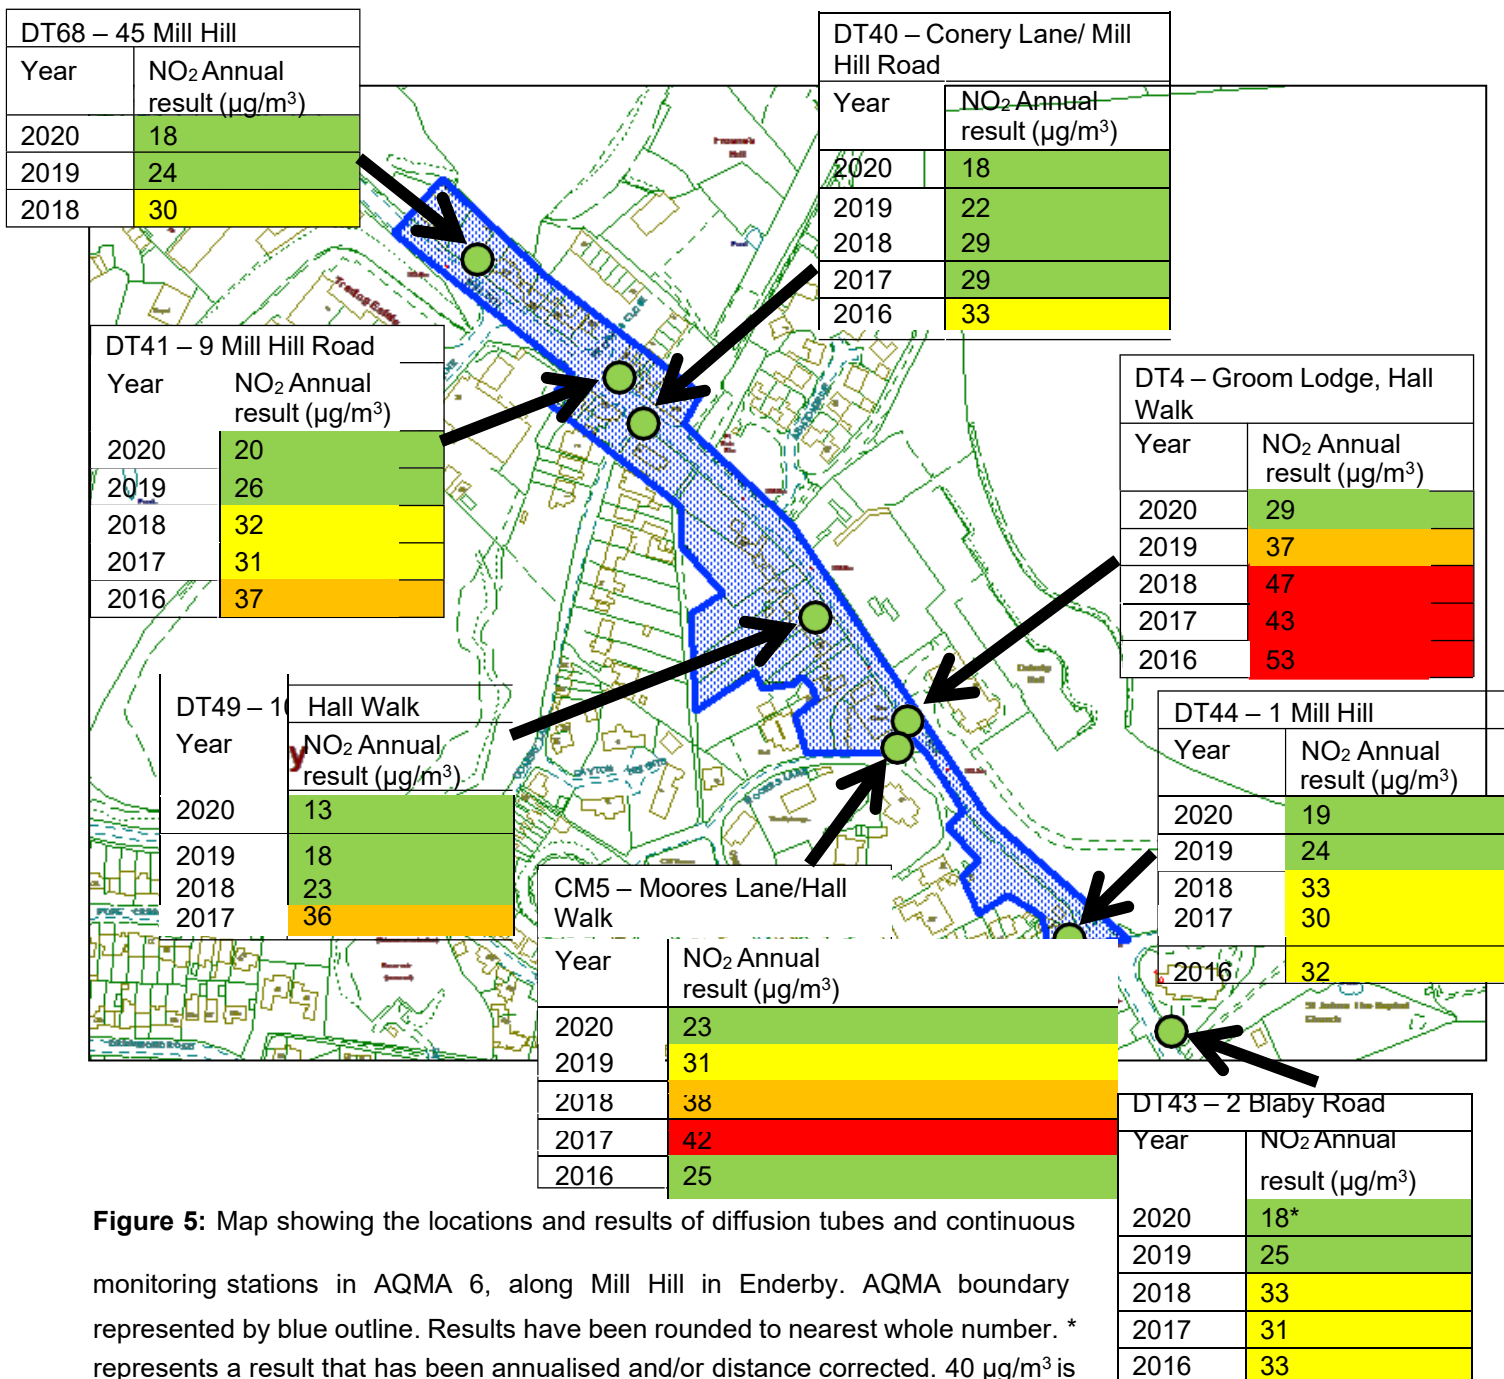 DT68 – 45 Mill Hill
Year NO2 Annual
result (µg/m3)
2020 18
2019 24
2018 30
DT40 – Conery Lane/ Mill
Hill Road
Year NO2 Annual
result (µg/m3)
2020 18
2019 22
2018 29
2017 29
2016 33
DT41 – 9 Mill Hill Road
Year NO2 Annual
result (µg/m3)
2020 20
2019 26
2018 32
2017 31
2016 37
DT4 – Groom Lodge, Hall
Walk
Year NO2 Annual
result (µg/m3)
2020 29
2019 37
2018 47
2017 43
2016 53
DT49 – 10 Hall Walk
Year NO2 Annual
result (µg/m3)
2020 13
2019 18
2018 23
2017 36
DT44 – 1 Mill Hill
Year NO2 Annual
result (µg/m3)
2020 19
2019 24
2018 33
2017 30
2016 32
CM5 – Moores Lane/Hall
Walk
Year NO2 Annual
result (µg/m3)
2020 23
2019 31
2018 38
2017 42
2016 25
DT43 – 2 Blaby Road
Year NO2 Annual
result (µg/m3)
2020 18*
2019 25
2018 33
2017 31
2016 33
Trading Estate
MOORES LANE
St Johns The Baptist
Church
Figure 5: Map showing the locations and results of diffusion tubes and continuous
monitoring stations in AQMA 6, along Mill Hill in Enderby. AQMA boundary
represented by blue outline. Results have been rounded to nearest whole number. *
represents a result that has been annualised and/or distance corrected. 40 µg/m3 is